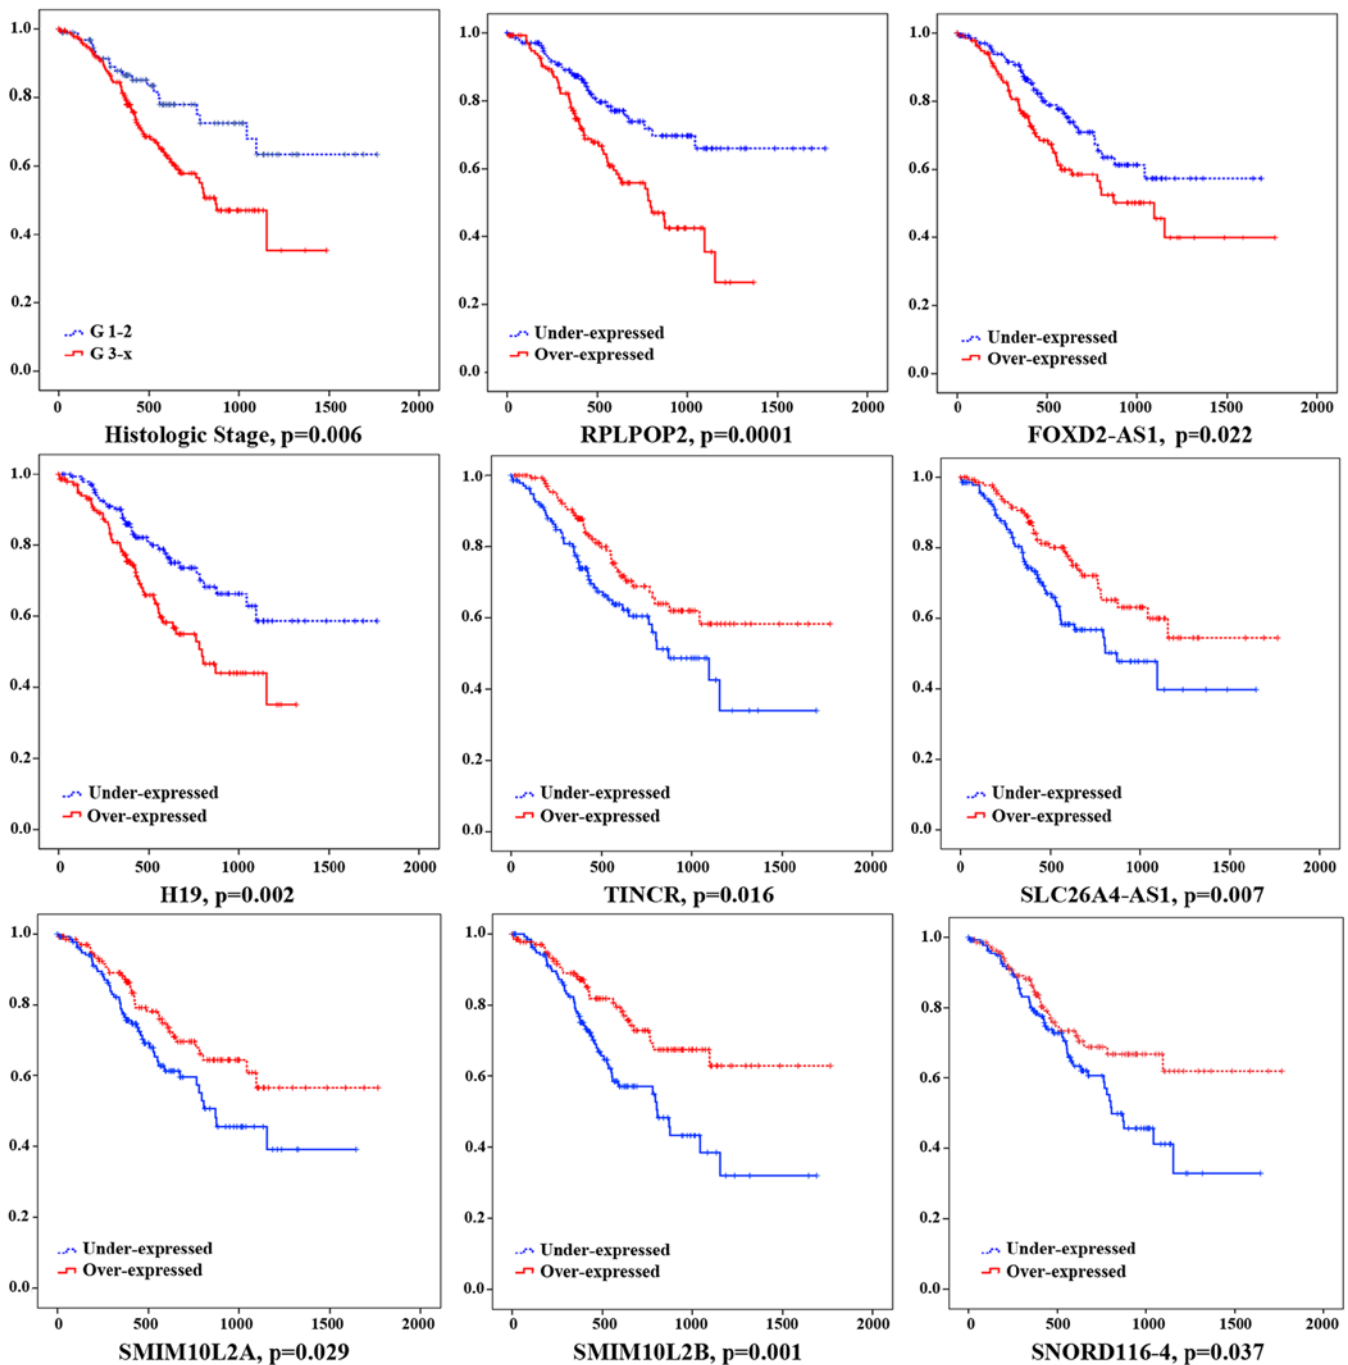 1.0
0.8
0.6
0.4
0.2
0.0
G 1-2
G 3-x
0 500 1000 1500 2000
Histologic Stage, p=0.006
1.0
0.8
0.6
0.4
0.2
0.0
Under-expressed
Over-expressed
0 500 1000 1500 2000
RPLPOP2, p=0.0001
1.0
0.8
0.6
0.4
0.2
0.0
Under-expressed
Over-expressed
0 500 1000 1500 2000
FOXD2-AS1, p=0.022
1.0
0.8
0.6
0.4
0.2
0.0
Under-expressed
Over-expressed
0 500 1000 1500 2000
H19, p=0.002
1.0
0.8
0.6
0.4
0.2
0.0
Under-expressed
Over-expressed
0 500 1000 1500 2000
TINCR, p=0.016
1.0
0.8
0.6
0.4
0.2
0.0
Under-expressed
Over-expressed
0 500 1000 1500 2000
SLC26A4-AS1, p=0.007
1.0
0.8
0.6
0.4
0.2
0.0
Under-expressed
Over-expressed
0 500 1000 1500 2000
SMIM10L2A, p=0.029
1.0
0.8
0.6
0.4
0.2
0.0
Under-expressed
Over-expressed
0 500 1000 1500 2000
SMIM10L2B, p=0.001
1.0
0.8
0.6
0.4
0.2
0.0
Under-expressed
Over-expressed
0 500 1000 1500 2000
SNORD116-4, p=0.037